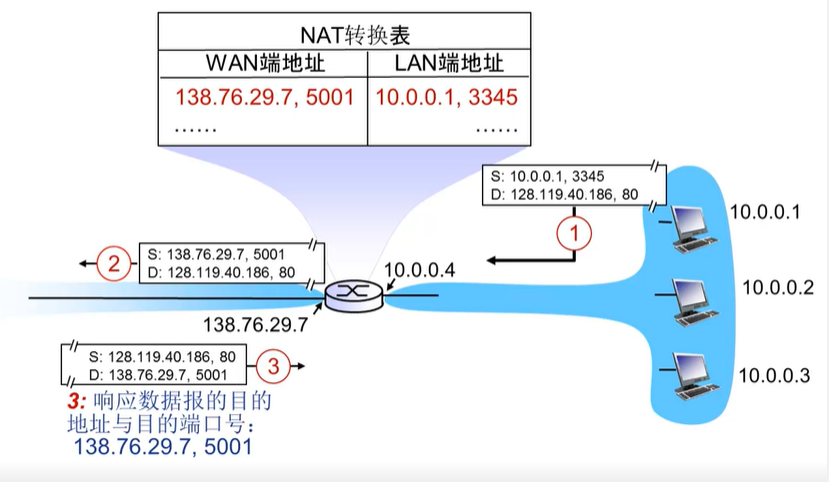 NAT转换表
WAN端地址 LAN端地址
138.76.29.7, 5001 10.0.0.1, 3345
…… ……
S: 10.0.0.1, 3345
D: 128.119.40.186, 80
1
10.0.0.1
S: 138.76.29.7, 5001
D: 128.119.40.186, 80
2
10.0.0.4
10.0.0.2
138.76.29.7
S: 128.119.40.186, 80
D: 138.76.29.7, 5001
3
10.0.0.3
3: 响应数据报的目的
地址与目的端口号：
138.76.29.7, 5001